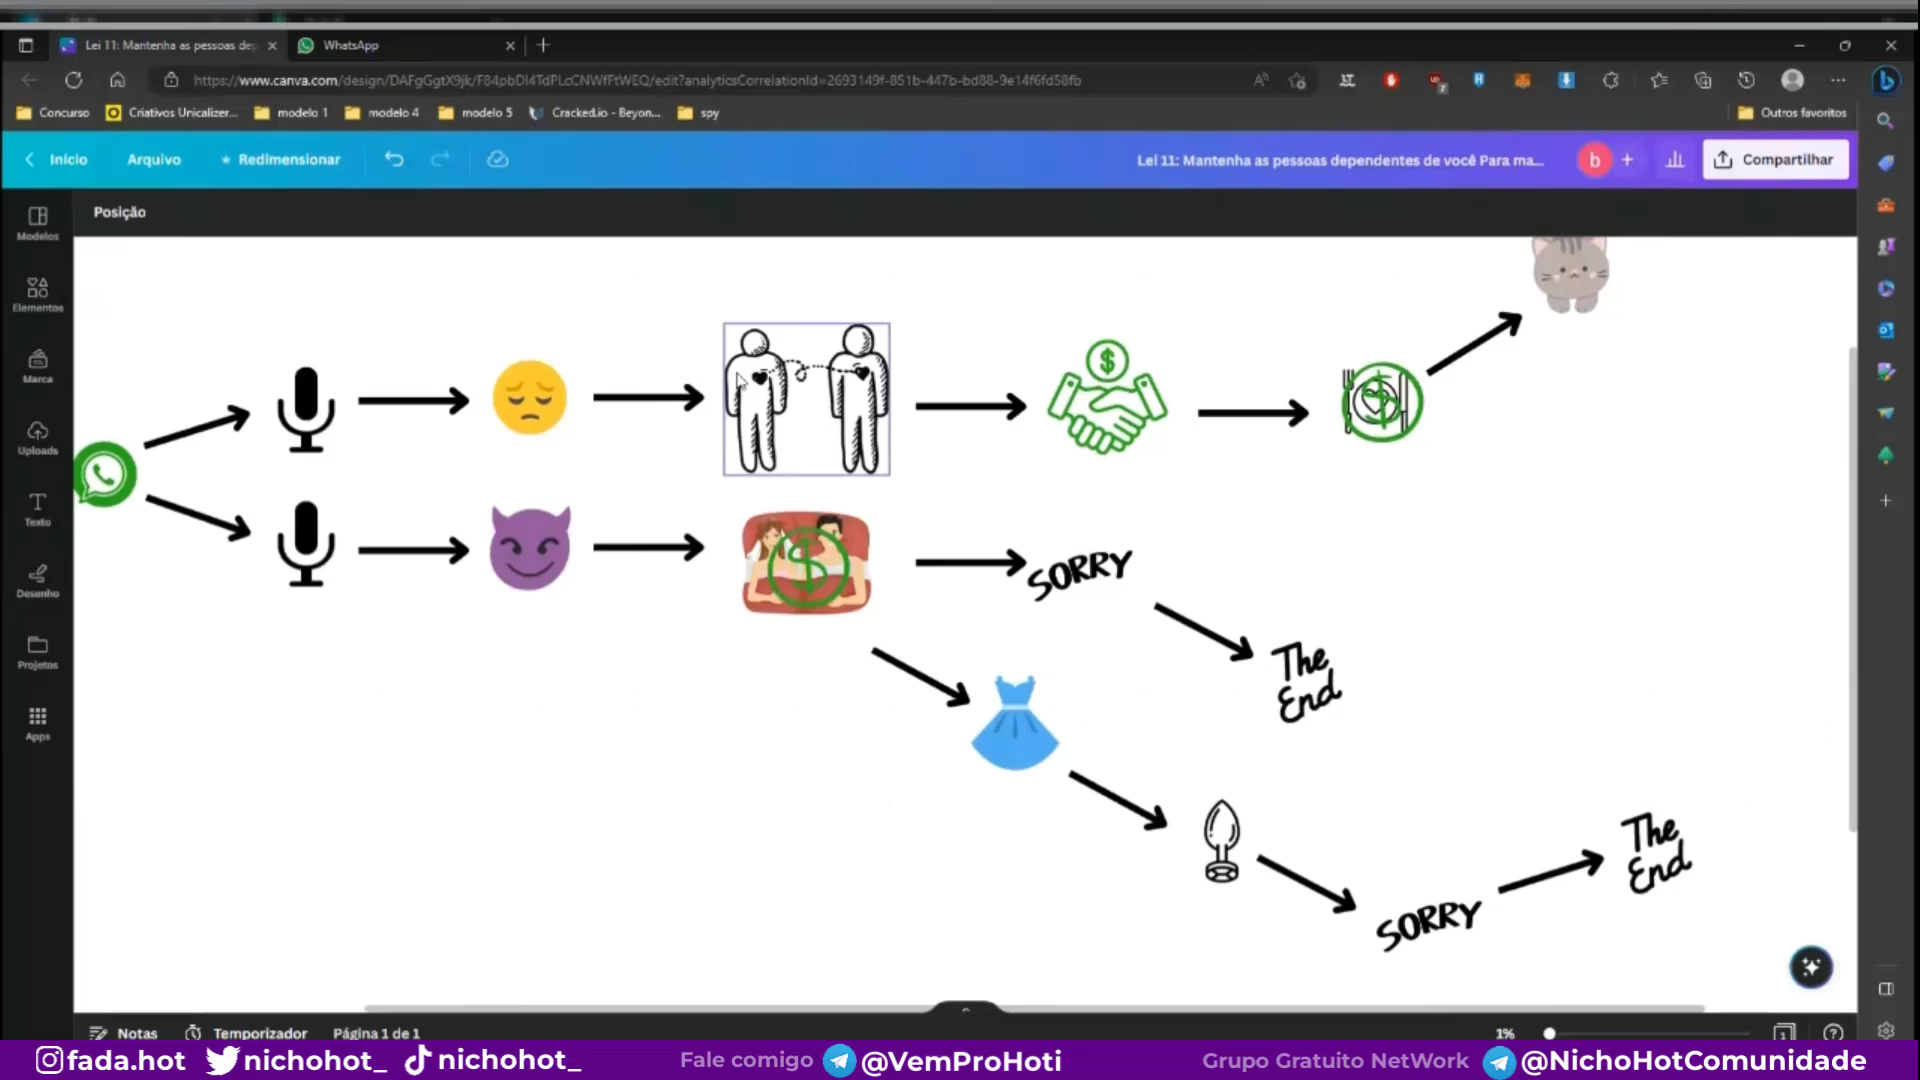 Lei 11: Mantenha as pessoas dep
WhatsApp
https://www.canva.com/design/DAFgGgtX9jk/F84pbDl4TdPLcCNWfFtWEQ/edit?analyticsCorrelationId=2693149f-851b-447b-bd88-9e14f6fd58fb
Concurso
Criativos Unicalizer...
modelo 1
modelo 4
modelo 5
Cracked.io - Beyon...
spy
Outros favoritos
Início
Arquivo
Redimensionar
Lei 11: Mantenha as pessoas dependentes de você Para ma...
b
Compartilhar
Posição
Modelos
Elementos
Marca
Uploads
Texto
Desenho
Projetos
Apps
SORRY
The
End
The
End
SORRY
Notas
Temporizador
Página 1 de 1
1%
1
fada.hot
nichohot_
nichohot_
Fale comigo
@VemProHoti
Grupo Gratuito NetWork
@NichoHotComunidade